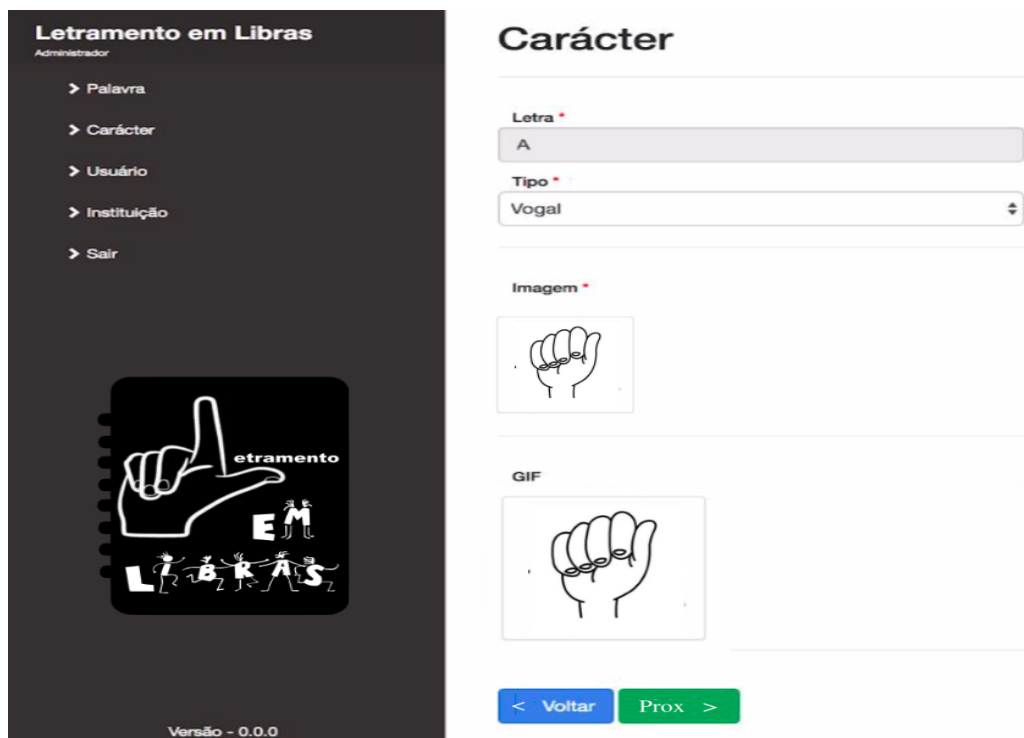 Letramento em Libras
Administrador
Palavra
Carácter
Usuário
Instituição
Sair
etramento
EM
LIBRAS
Versão - 0.0.0
Carácter
Letra *
A
Tipo *
Vogal
Imagem *
GIF
< Voltar
Prox >